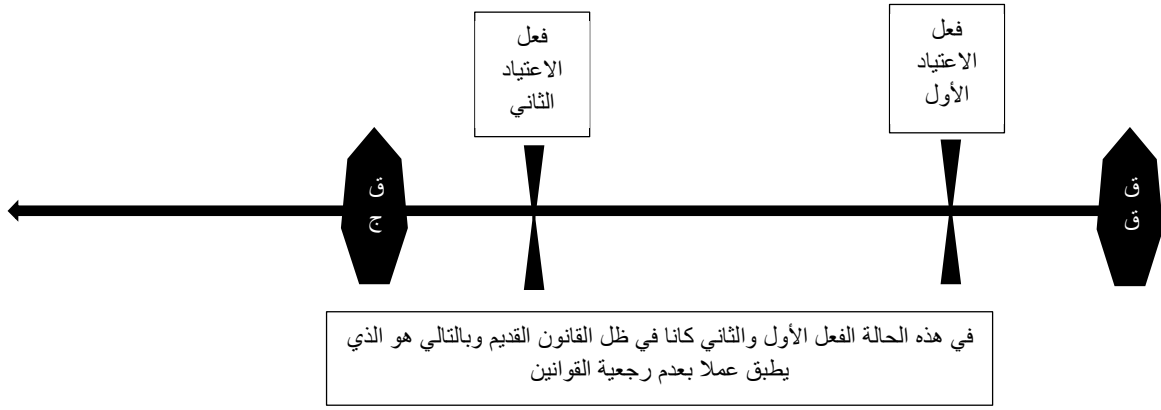 فعل
الاعتياد
الأول
فعل
الاعتياد
الثاني
ق
ق
ق
ج
في هذه الحالة الفعل الأول والثاني كانا في ظل القانون القديم وبالتالي هو الذي
يطبق عملا بعدم رجعية القوانين